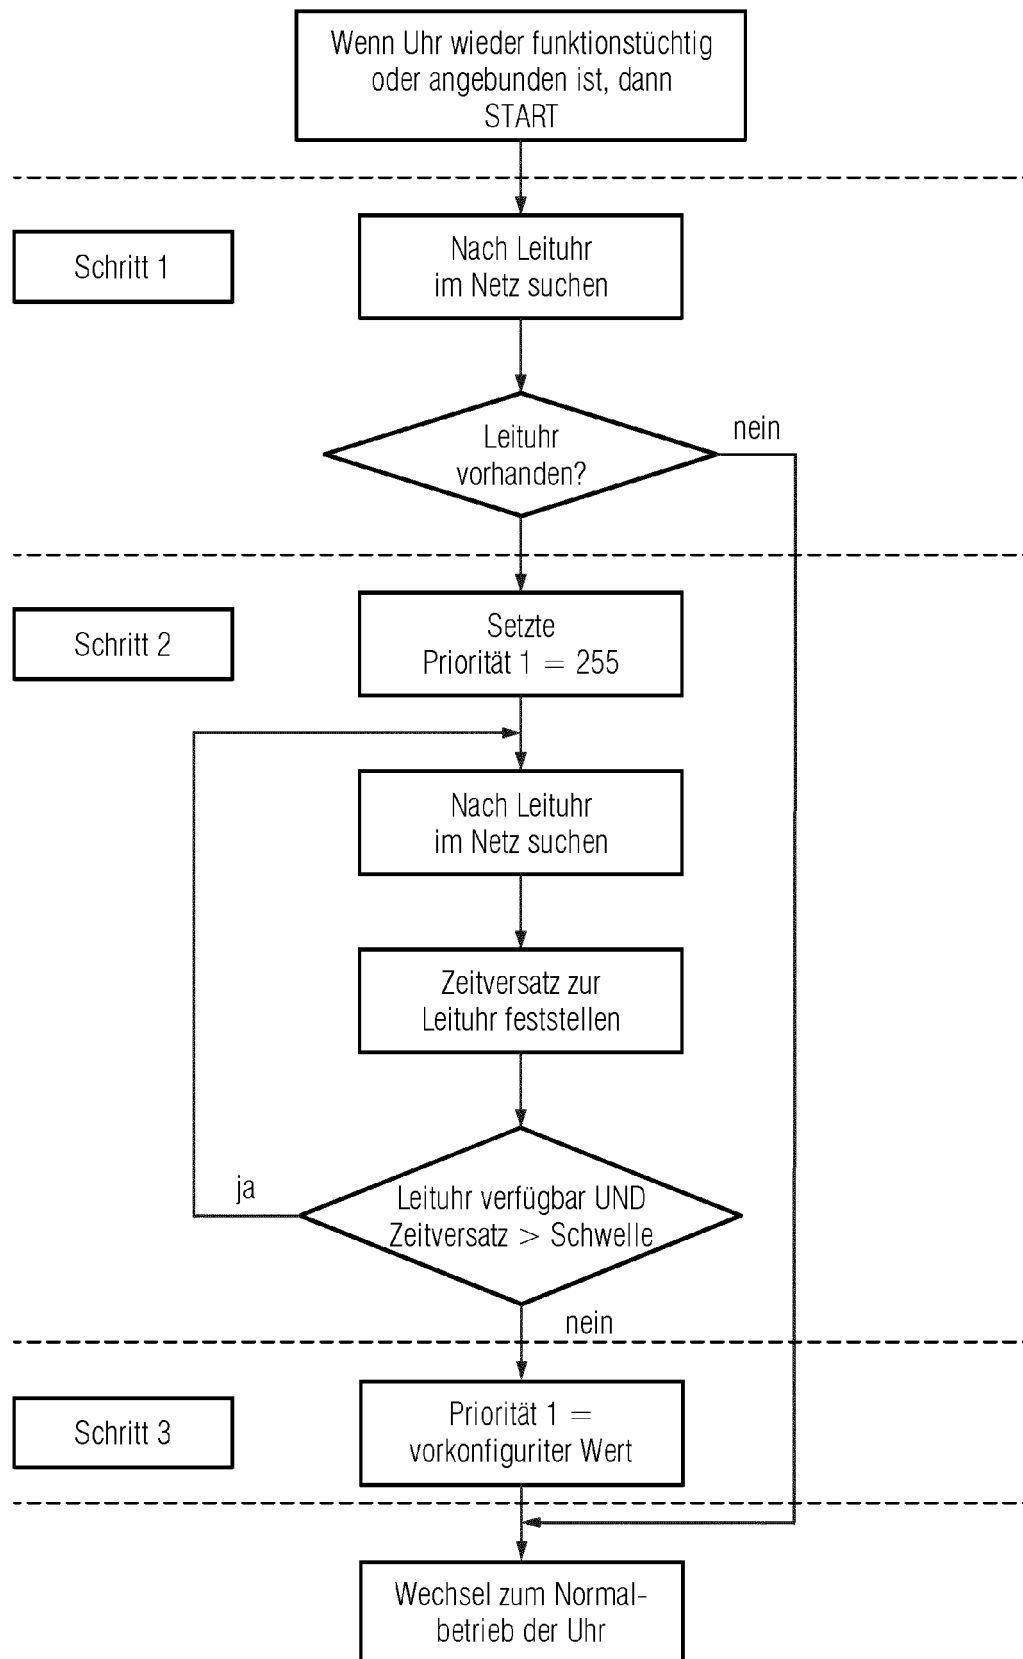 Wenn Uhr wieder funktionstüchtig
oder angebunden ist, dann
START
Schritt 1
Nach Leituhr
im Netz suchen
Leituhr
vorhanden?
nein
Schritt 2
Setzte
Priorität 1 = 255
Nach Leituhr
im Netz suchen
Zeitversatz zur
Leituhr feststellen
ja
Leituhr verfügbar UND
Zeitversatz > Schwelle
nein
Schritt 3
Priorität 1 =
vorkonfiguriter Wert
Wechsel zum Normal-
betrieb der Uhr